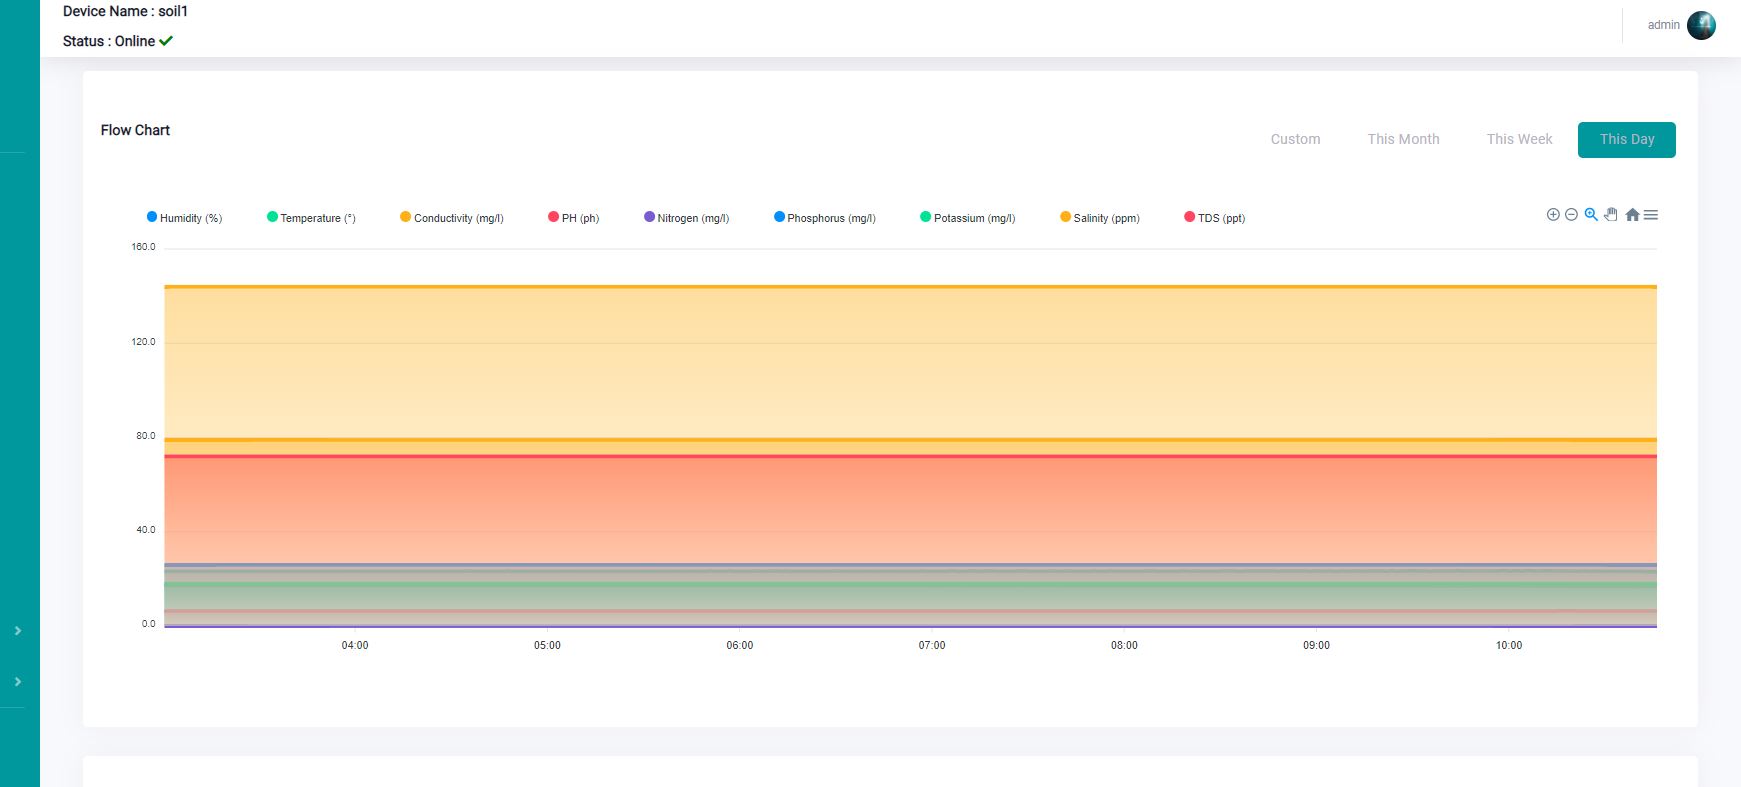 Device Name : soil1
admin
Status : Online
Flow Chart
Custom This Month This Week This Day
Humidity (%) Temperature (°) Conductivity (mg/l) PH (ph) Nitrogen (mg/l) Phosphorus (mg/l) Potassium (mg/l) Salinity (ppm) TDS (ppt)
160.0
120.0
80.0
40.0
0.0
04:00 05:00 06:00 07:00 08:00 09:00 10:00